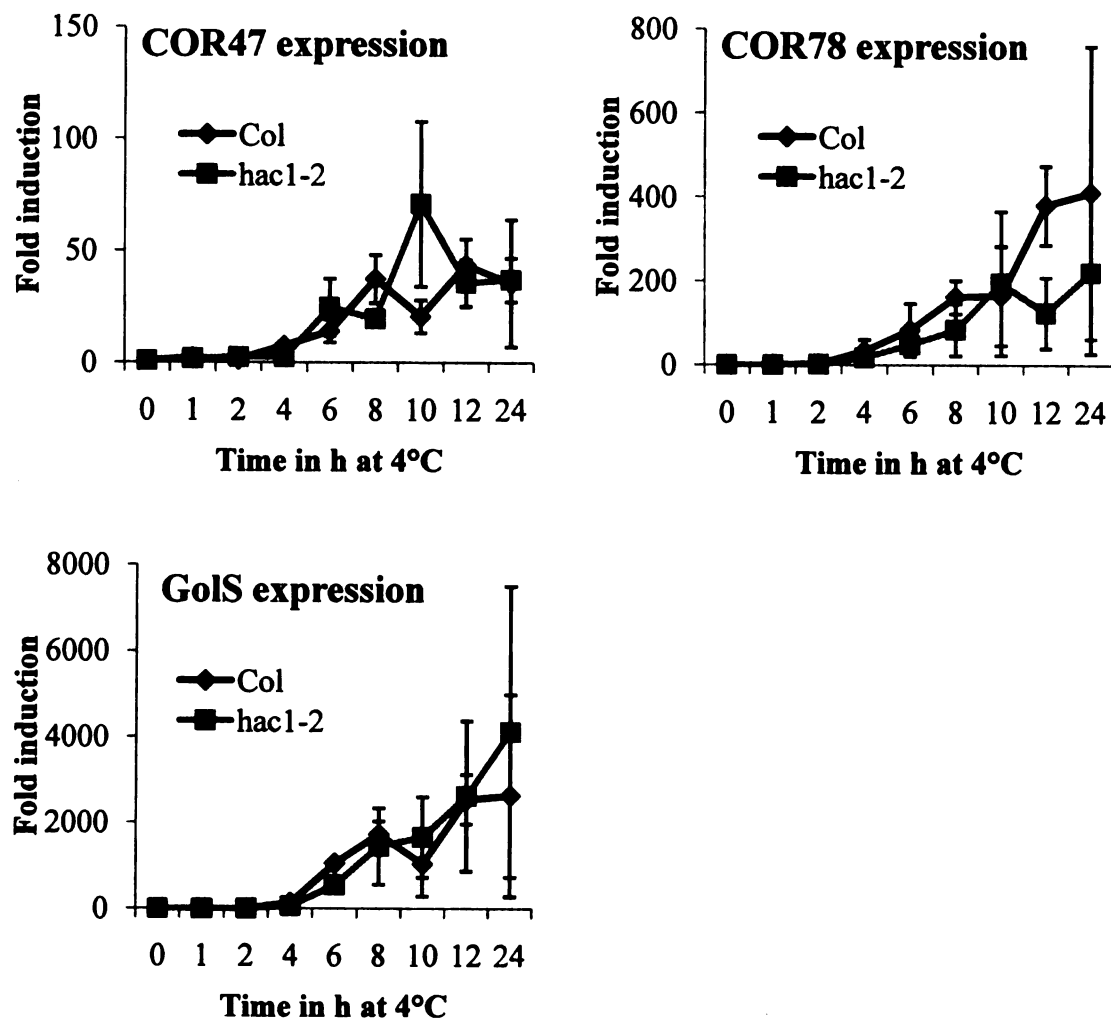 COR47 expression
150
100
50
0
Fold induction
Col
hac1-2
0 1 2 4 6 8 10 12 24
Time in h at 4°C
COR78 expression
800
600
400
200
0
Fold induction
Col
hac1-2
0 1 2 4 6 8 10 12 24
Time in h at 4°C
GolS expression
8000
6000
4000
2000
0
Fold induction
Col
hac1-2
0 1 2 4 6 8 10 12 24
Time in h at 4°C